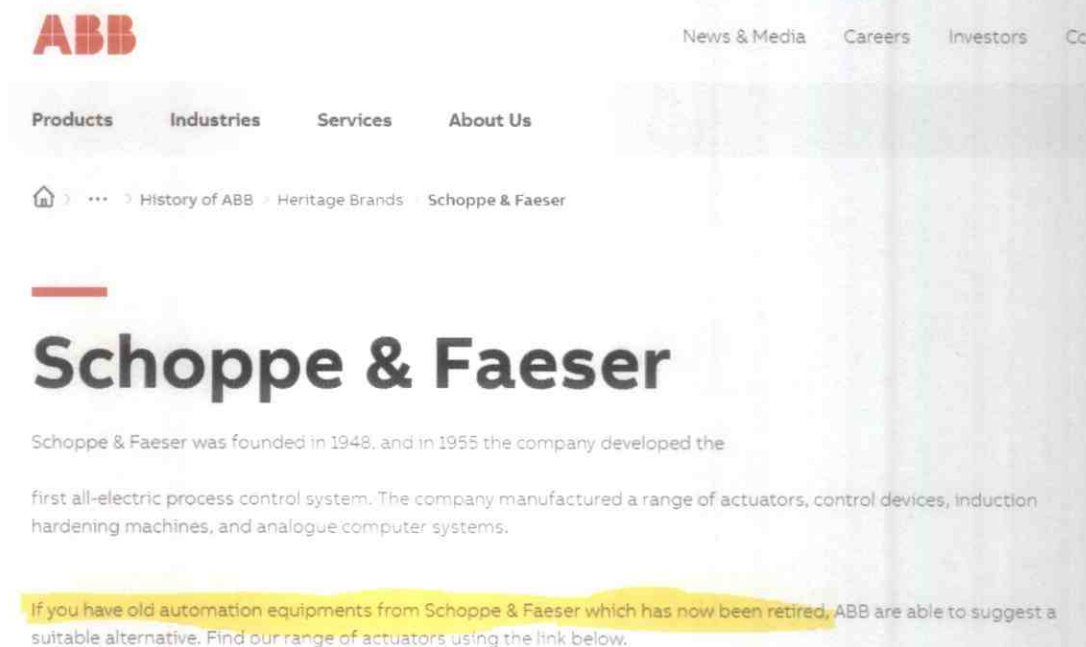 ABB
News & Media Careers Investors Co
Products Industries Services About Us
> ... > History of ABB > Heritage Brands > Schoppe & Faeser
Schoppe & Faeser
Schoppe & Faeser was founded in 1948, and in 1955 the company developed the
first all-electric process control system. The company manufactured a range of actuators, control devices, induction
hardening machines, and analogue computer systems.
If you have old automation equipments from Schoppe & Faeser which has now been retired, ABB are able to suggest a
suitable alternative. Find our range of actuators using the link below.